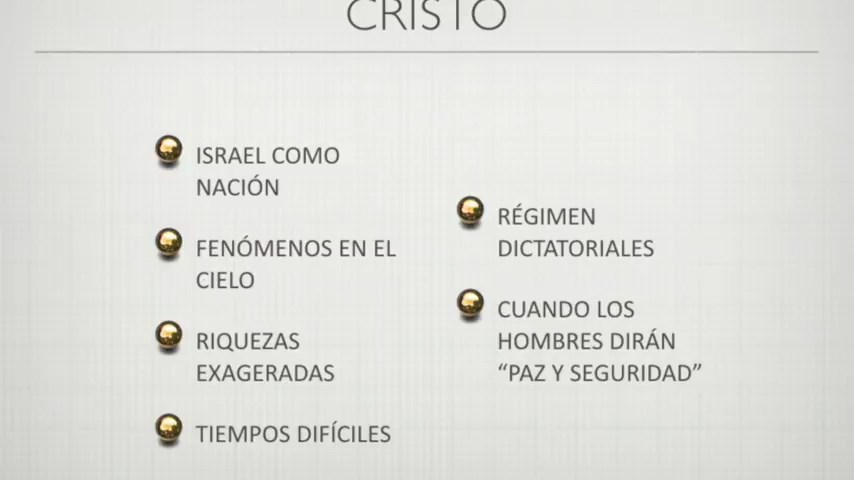 CRISTO
ISRAEL COMO
NACIÓN
FENÓMENOS EN EL
CIELO
RIQUEZAS
EXAGERADAS
TIEMPOS DIFÍCILES
RÉGIMEN
DICTATORIALES
CUANDO LOS
HOMBRES DIRÁN
“PAZ Y SEGURIDAD”